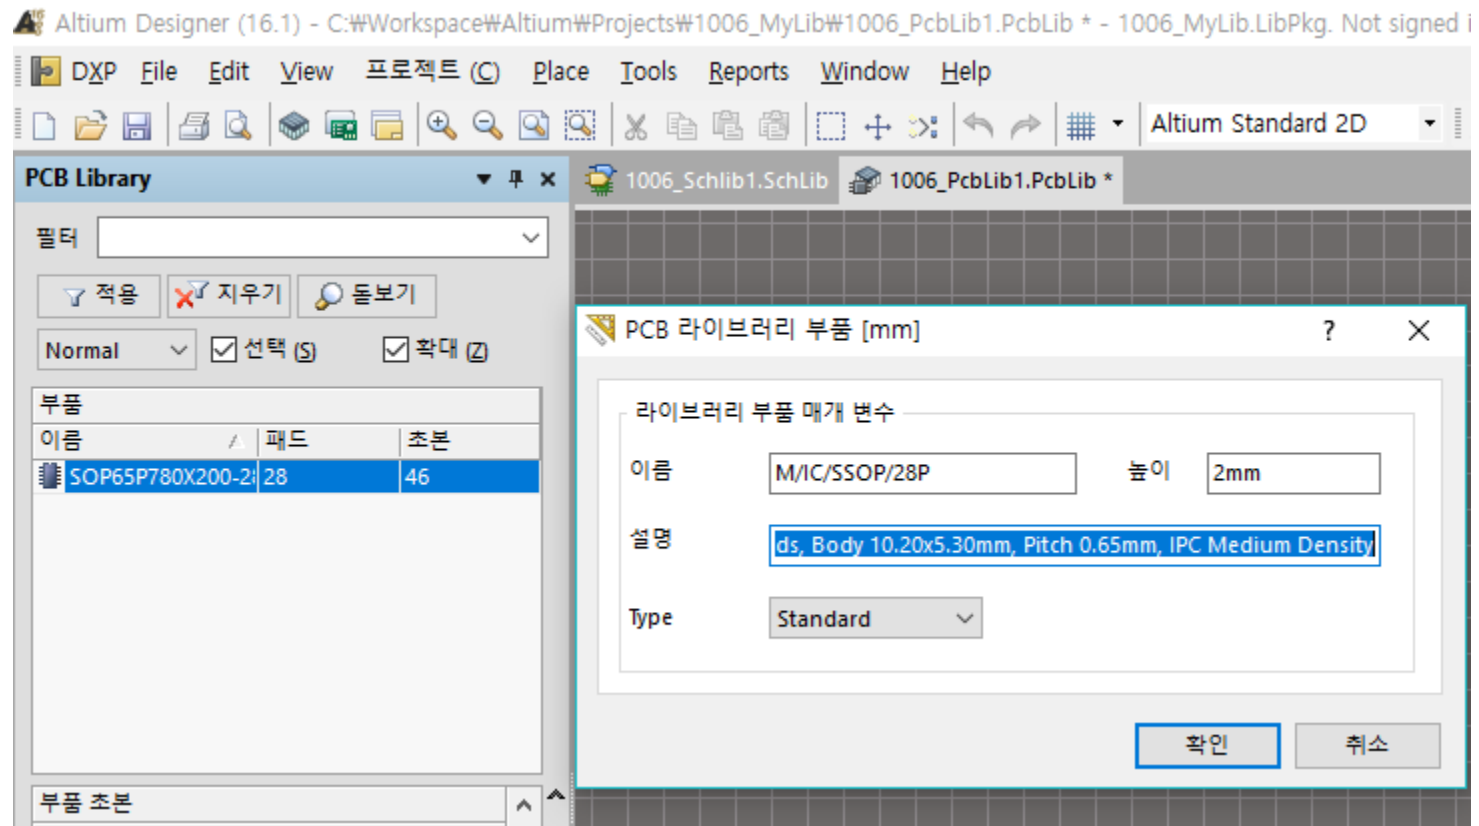 Altium Designer (16.1) - C:₩Workspace₩Altium₩Projects₩1006_MyLib₩1006_PcbLib1.PcbLib * - 1006_MyLib.LibPkg. Not signed i
DXP File Edit View 프로젝트 (C) Place Tools Reports Window Help
Altium Standard 2D
PCB Library
1006_Schlib1.SchLib 1006_PcbLib1.PcbLib *
필터
적용 지우기 돋보기
Normal 선택 (S) 확대 (Z)
부품
이름 패드 초본
SOP65P780X200-28 28 46
부품 초본
PCB 라이브러리 부품 [mm] ?
라이브러리 부품 매개 변수
이름 M/IC/SSOP/28P 높이 2mm
설명 ds, Body 10.20x5.30mm, Pitch 0.65mm, IPC Medium Density
Type Standard
확인 취소